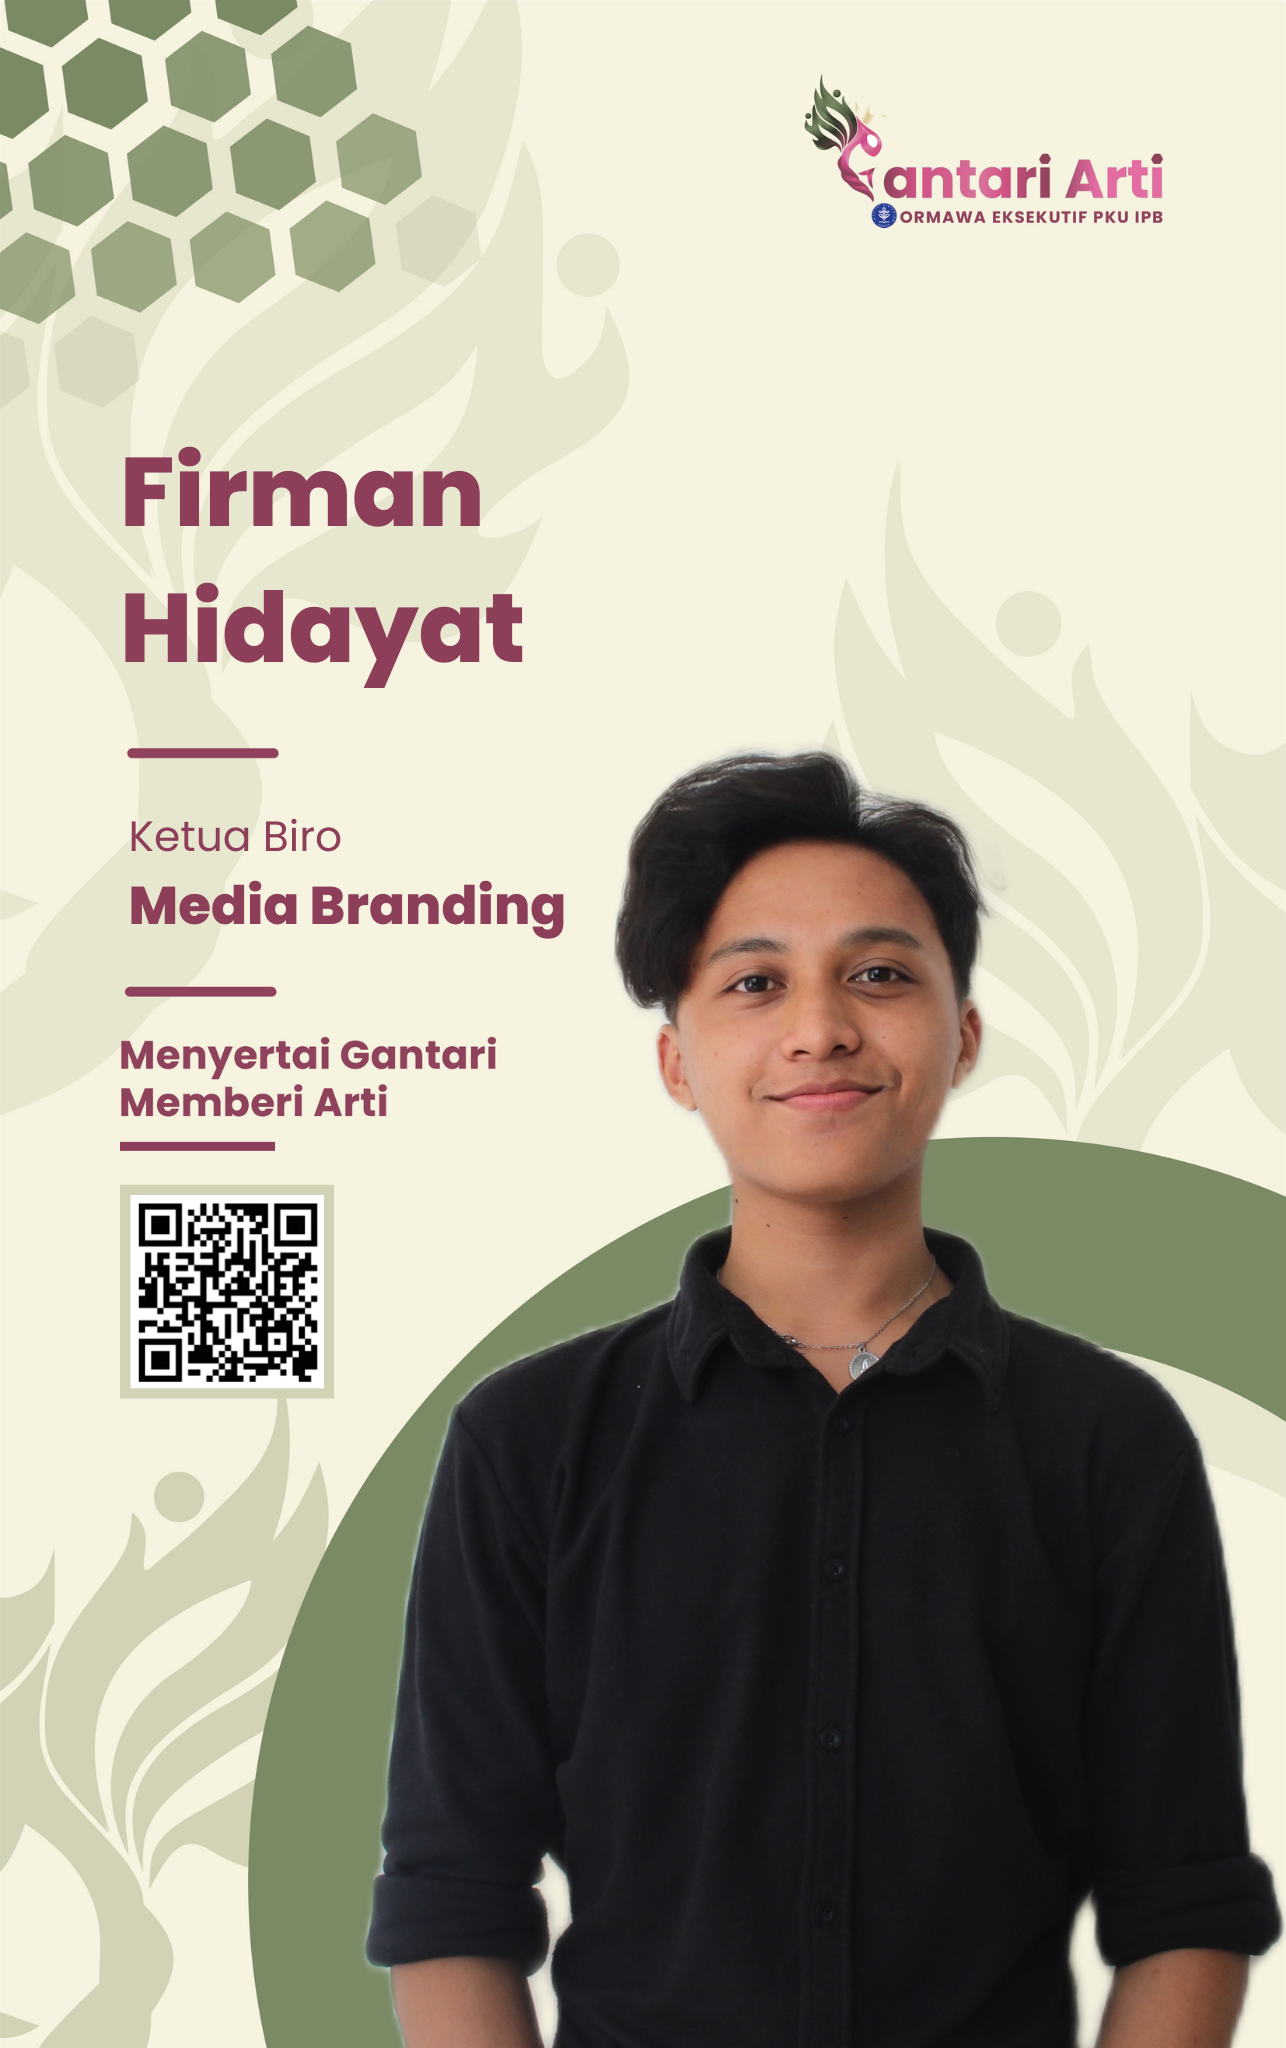 Gantari Arti
ORMAWA EKSEKUTIF PKU IPB
Firman
Hidayat
Ketua Biro
Media Branding
Menyertai Gantari
Memberi Arti